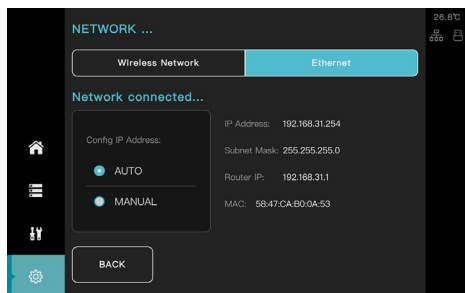 26.8°C
NETWORK ...
Wireless Network
Ethernet
Network connected...
Config IP Address:
AUTO
MANUAL
IP Address: 192.168.31.254
Subnet Mask: 255.255.255.0
Router IP: 192.168.31.1
MAC: 58:47:CA:B0:0A:53
BACK